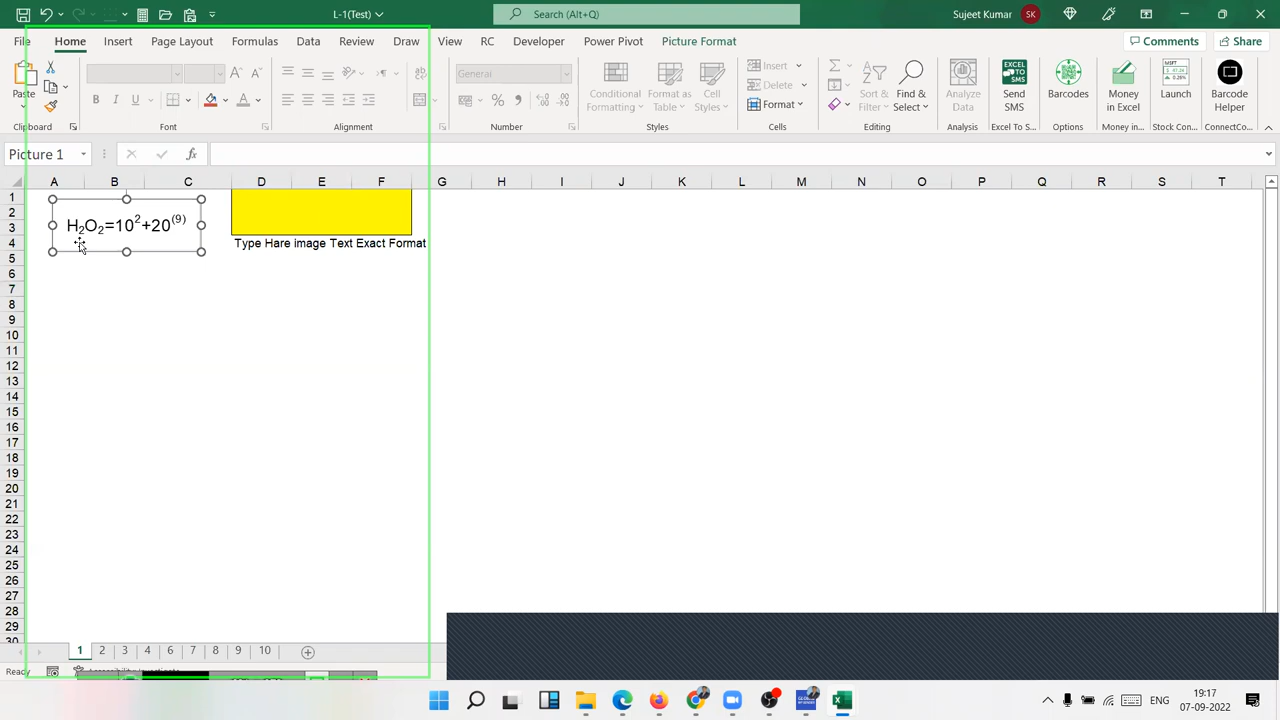 L-1(Test)
Search (Alt+Q)
Sujeet Kumar
SK
File Home Insert Page Layout Formulas Data Review Draw View RC Developer Power Pivot Picture Format
Comments
Share
Paste
General
Conditional Formatting
Format as Table
Cell Styles
Insert
Delete
Format
Sort & Filter
Find & Select
Analyze Data
Send SMS
Barcodes
Money in Excel
Launch
Barcode Helper
Clipboard Font Alignment Number Styles Cells Editing Analysis Excel To S... Options Money in... Stock Con... ConnectCo...
Picture 1
fx
A B C D E F G H I J K L M N O P Q R S T
1
2
3
4
5
6
7
8
9
10
11
12
13
14
15
16
17
18
19
20
21
22
23
24
25
26
27
28
29
30
H₂O₂=10²+20⁽⁹⁾
Type Hare image Text Exact Format
1 2 3 4 6 7 8 9 10
Ready
ENG
19:17
07-09-2022